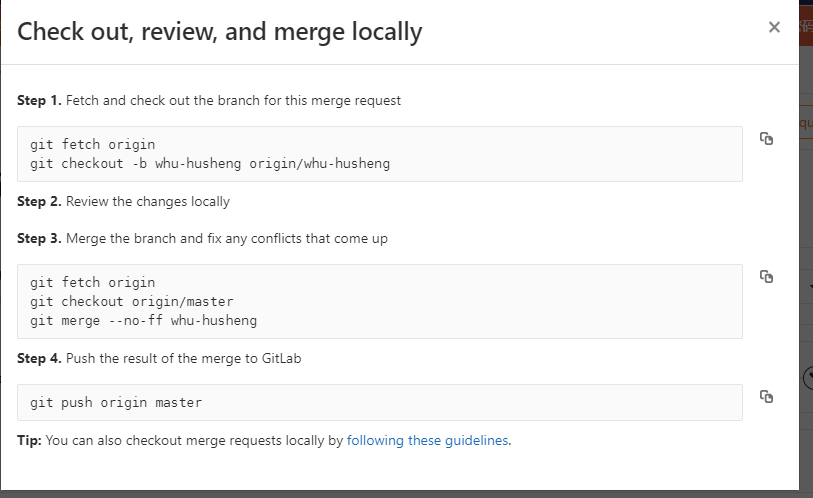 Check out, review, and merge locally
Step 1. Fetch and check out the branch for this merge request
git fetch origin
git checkout -b whu-husheng origin/whu-husheng
Step 2. Review the changes locally
Step 3. Merge the branch and fix any conflicts that come up
git fetch origin
git checkout origin/master
git merge --no-ff whu-husheng
Step 4. Push the result of the merge to GitLab
git push origin master
Tip: You can also checkout merge requests locally by following these guidelines.